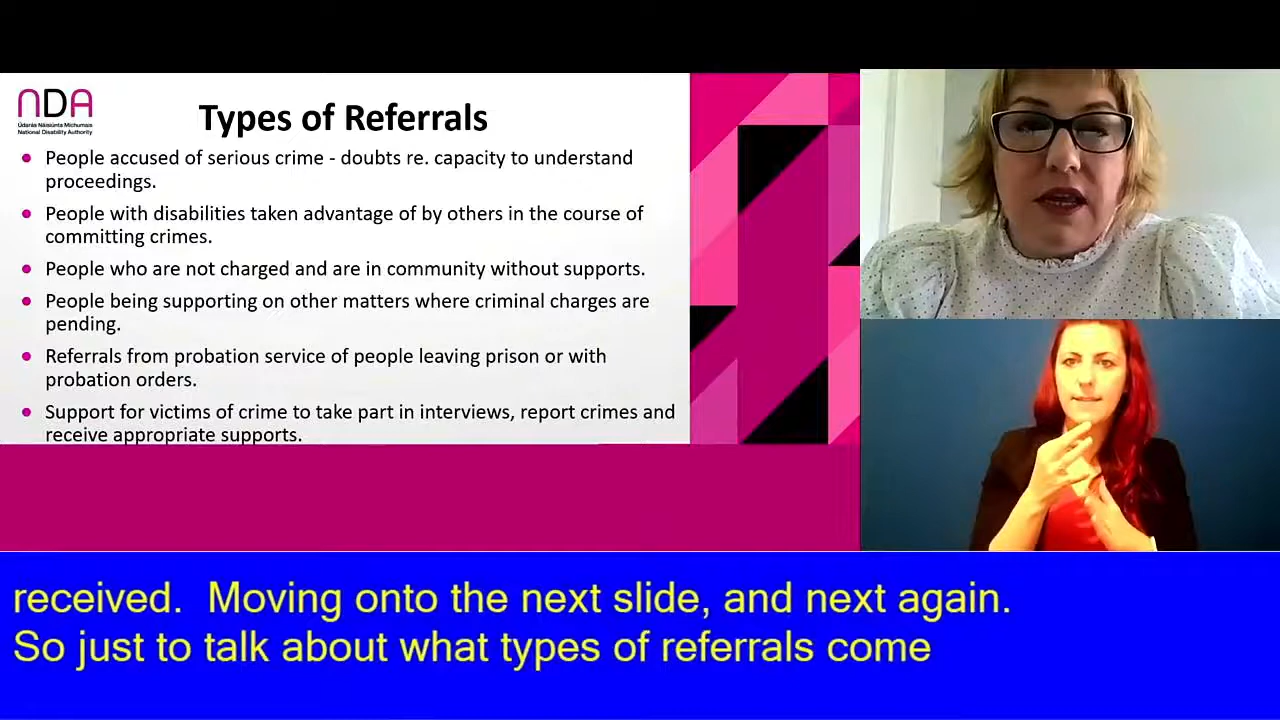 NDA
Údarás Náisiúnta Míchumais
National Disability Authority
Types of Referrals
People accused of serious crime - doubts re. capacity to understand
proceedings.
People with disabilities taken advantage of by others in the course of
committing crimes.
People who are not charged and are in community without supports.
People being supporting on other matters where criminal charges are
pending.
Referrals from probation service of people leaving prison or with
probation orders.
Support for victims of crime to take part in interviews, report crimes and
receive appropriate supports.
received.  Moving onto the next slide, and next again.
So just to talk about what types of referrals come